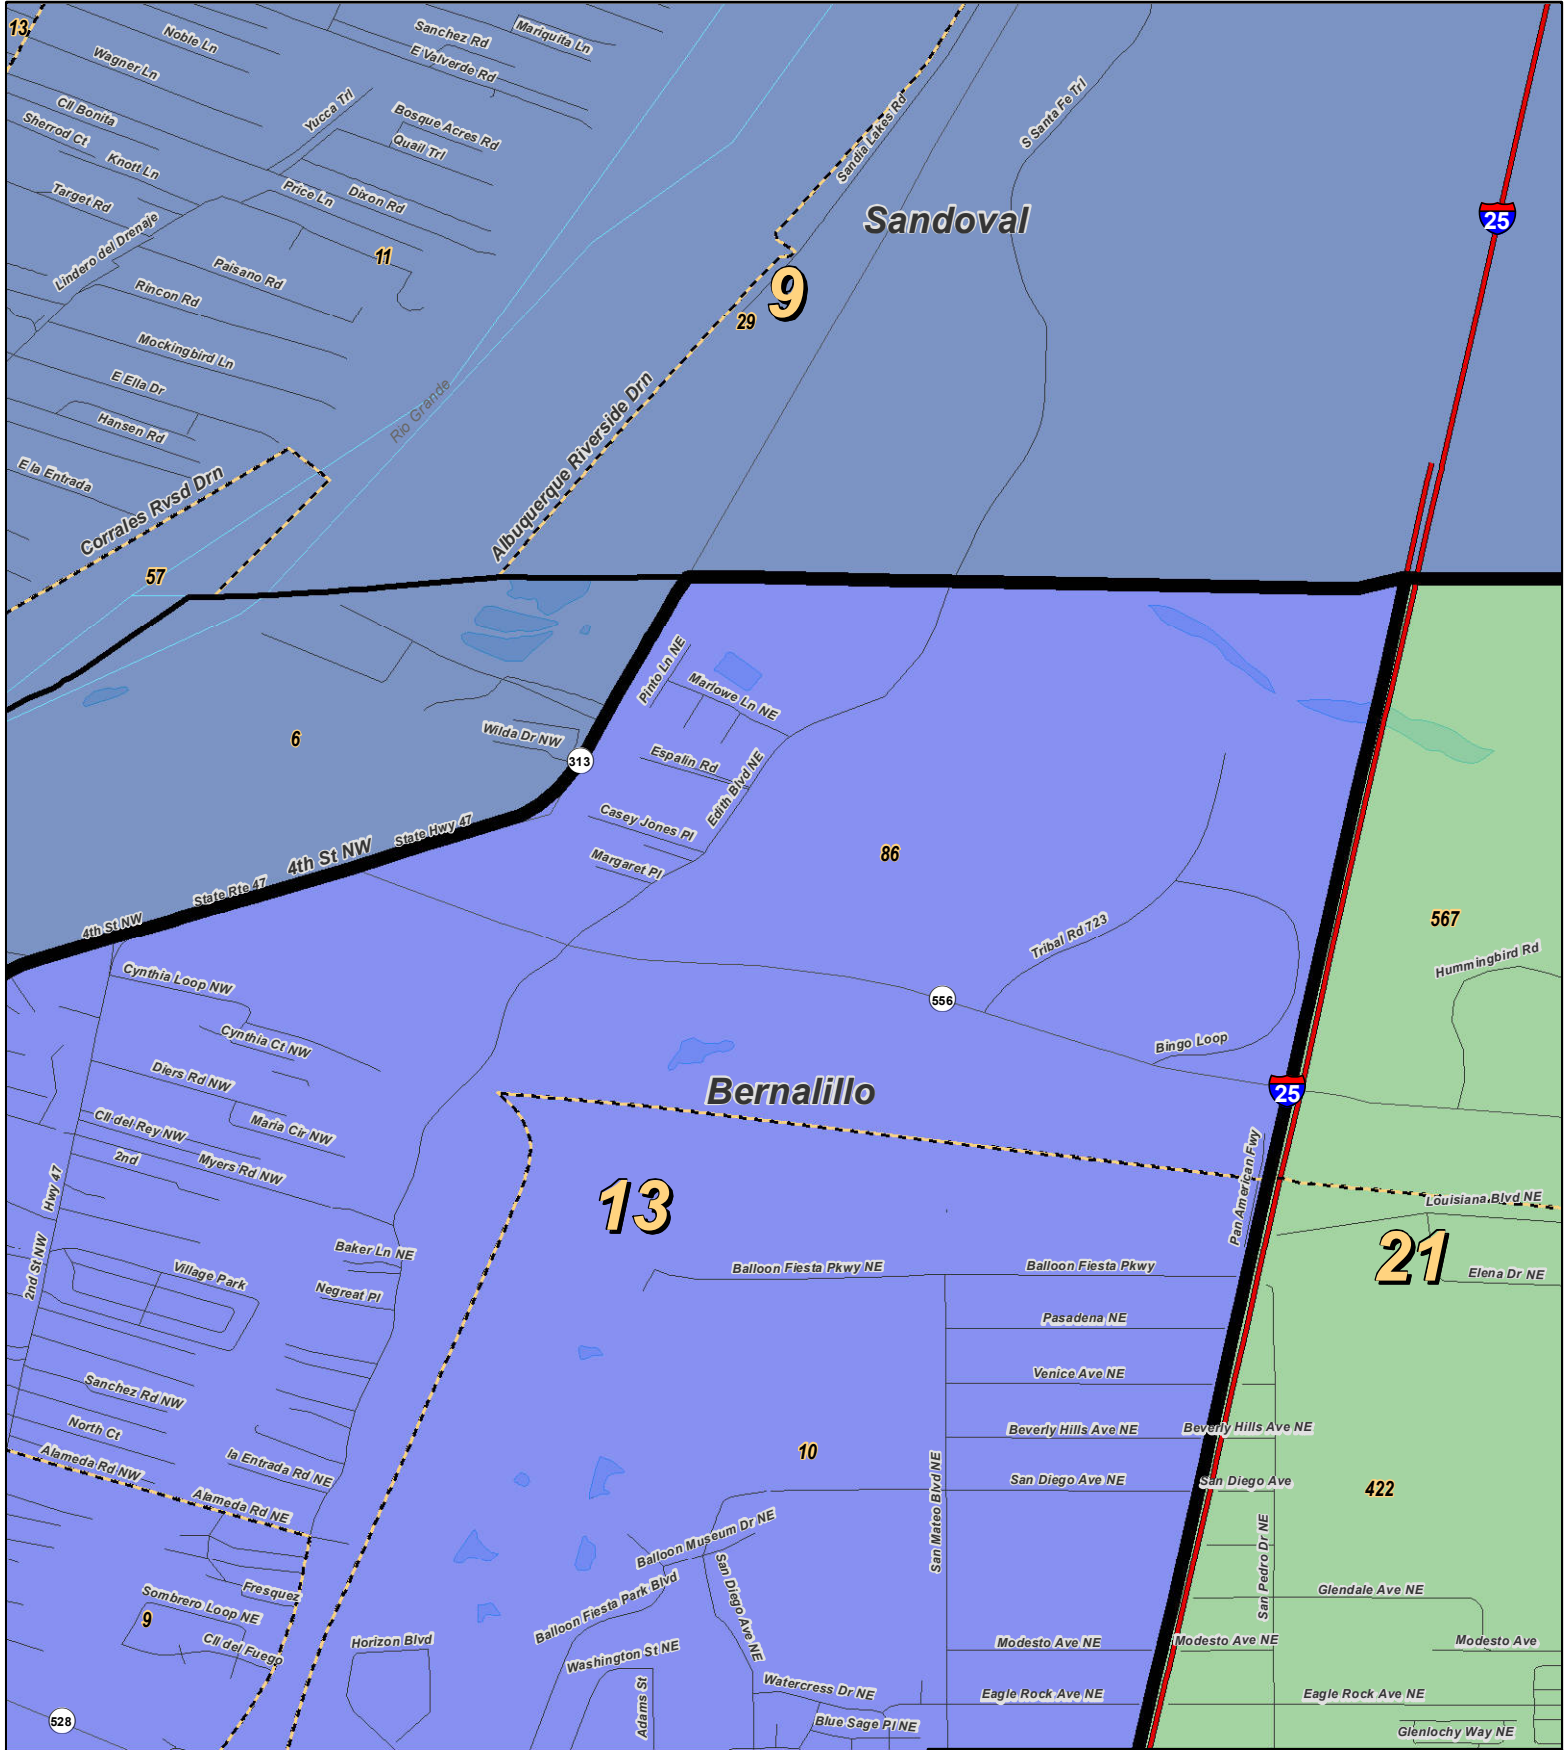 13
Noble Ln
Sanchez Rd
Mariquita Ln
Wagner Ln
E Valverde Rd
Cll Bonita
Yucca Trl
Bosque Acres Rd
Sandia Lakes Rd
S Santa Fe Trl
Sherrod Ct
Quail Trl
Knott Ln
Target Rd
Price Ln
Dixon Rd
Sandoval
25
Lindero del Drenaje
11
Paisano Rd
Rincon Rd
9
29
Mockingbird Ln
E Ella Dr
Rio Grande
Hansen Rd
Albuquerque Riverside Drn
E la Entrada
Corrales Rvsd Drn
57
Pinto Ln NE
Marlowe Ln NE
6
Wilda Dr NW
313
Espalin Rd
Edith Blvd NE
Casey Jones Pl
State Hwy 47
4th St NW
86
Margaret Pl
State Rte 47
4th St NW
567
Tribal Rd 723
Hummingbird Rd
Cynthia Loop NW
556
Cynthia Ct NW
Bingo Loop
Diers Rd NW
Bernalillo
25
Cll del Rey NW
Maria Cir NW
2nd
Myers Rd NW
Pan American Fwy
Hwy 47
13
Louisiana Blvd NE
2nd St NW
Baker Ln NE
21
Village Park
Balloon Fiesta Pkwy NE
Balloon Fiesta Pkwy
Elena Dr NE
Negreat Pl
Pasadena NE
Venice Ave NE
Sanchez Rd NW
North Ct
Beverly Hills Ave NE
Beverly Hills Ave NE
Alameda Rd NW
la Entrada Rd NE
10
San Diego Ave NE
San Diego Ave
422
Alameda Rd NE
San Mateo Blvd NE
Balloon Museum Dr NE
San Pedro Dr NE
Fresquez
Sombrero Loop NE
9
Balloon Fiesta Park Blvd
San Diego Ave NE
Glendale Ave NE
Cll del Fuego
Horizon Blvd
Washington St NE
Modesto Ave NE
Modesto Ave NE
Modesto Ave
Adams St
Watercress Dr NE
Eagle Rock Ave NE
Eagle Rock Ave NE
528
Blue Sage Pl NE
Glenlochy Way NE